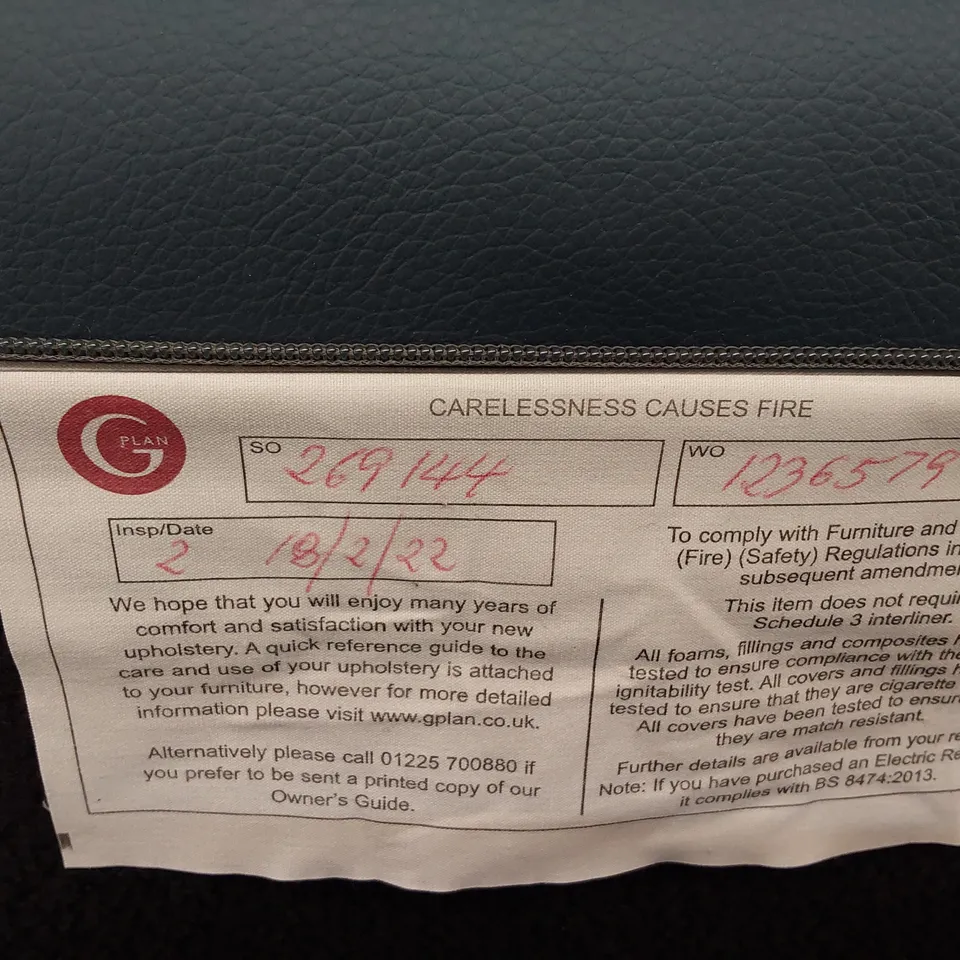 G PLAN
CARELESSNESS CAUSES FIRE
SO 269144
WO 1236579
Insp/Date
2 18/2/22
We hope that you will enjoy many years of
comfort and satisfaction with your new
upholstery. A quick reference guide to the
care and use of your upholstery is attached
to your furniture, however for more detailed
information please visit www.gplan.co.uk.
Alternatively please call 01225 700880 if
you prefer to be sent a printed copy of our
Owner's Guide.
To comply with Furniture and
(Fire) (Safety) Regulations in
subsequent
This item does not
Schedule 3 interliner.
All foams, fillings and composites
tested to ensure compliance with the
ignitability test. All covers and fillings
tested to ensure that they are cigarette
All covers have been tested to ensure
they are match resistant.
Further details are available from your
Note: If you have purchased an Electric
it complies with BS 8474:2013.